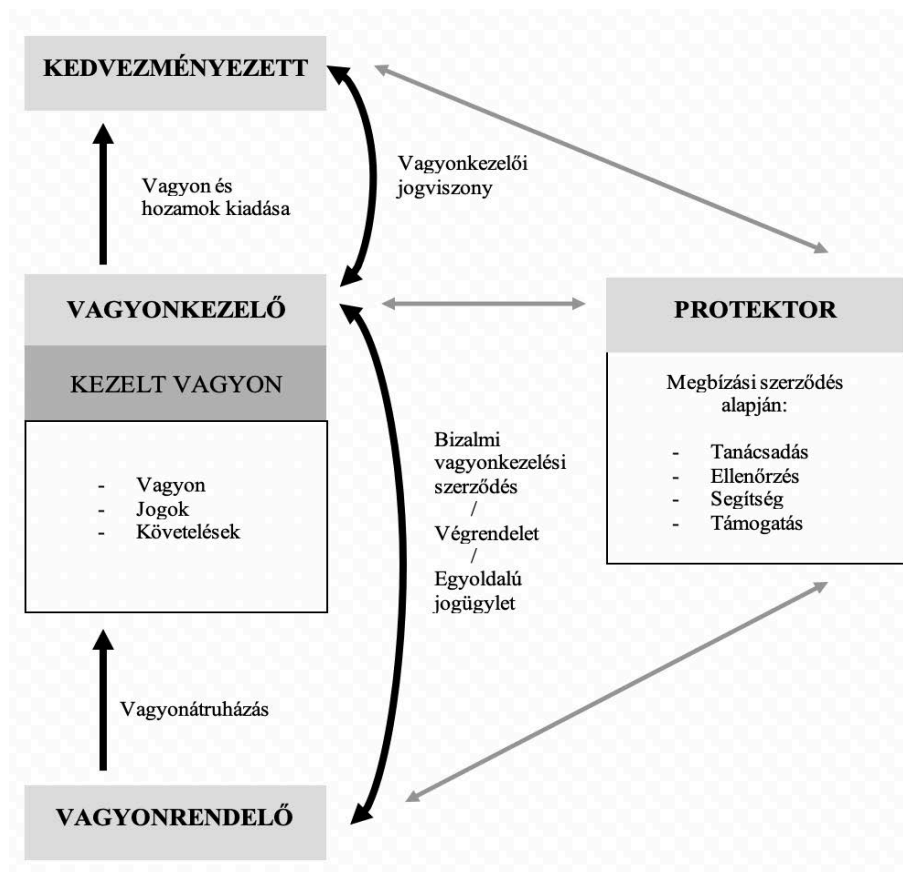 KEDVEZMÉNYEZETT
Vagyon és
hozamok kiadása
Vagyonkezelői
jogviszony
VAGYONKEZELŐ
KEZELT VAGYON
- Vagyon
- Jogok
- Követelések
Bizalmi
vagyonkezelési
szerződés
/
Végrendelet
/
Egyoldalú
jogügylet
PROTEKTOR
Megbízási szerződés
alapján:
- Tanácsadás
- Ellenőrzés
- Segítség
- Támogatás
Vagyonátruházás
VAGYONRENDELŐ